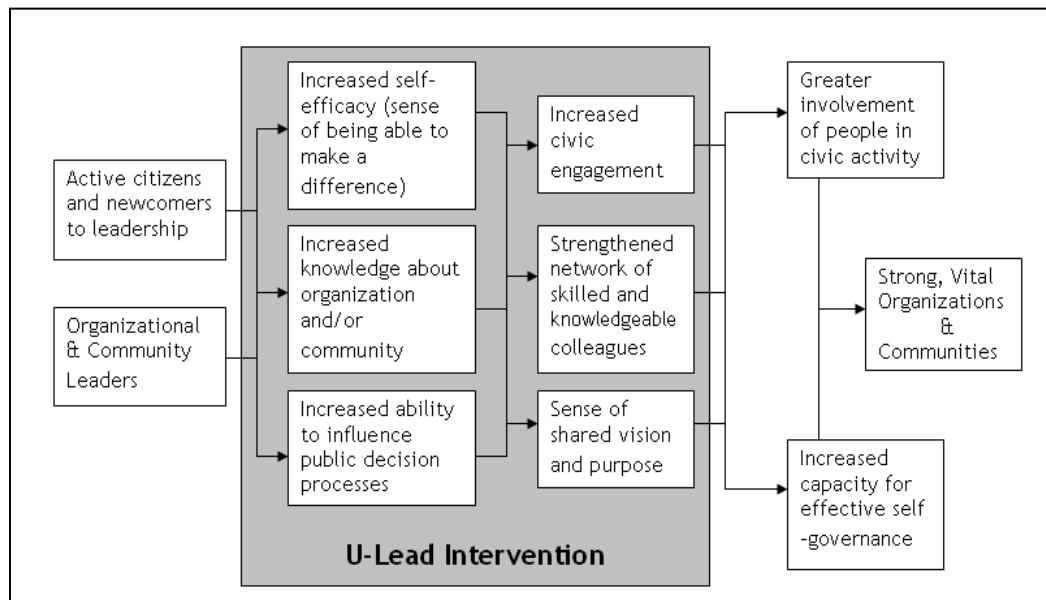 Active citizens
and newcomers
to leadership
Organizational
& Community
Leaders
Increased self-
efficacy (sense
of being able to
make a
difference)
Increased
knowledge about
organization
and/or
community
Increased ability
to influence
public decision
processes
Increased
civic
engagement
Strengthened
network of
skilled and
knowledgeable
colleagues
Sense of
shared vision
and purpose
U-Lead Intervention
Greater
involvement
of people in
civic activity
Increased
capacity for
effective self
-governance
Strong, Vital
Organizations
&
Communities